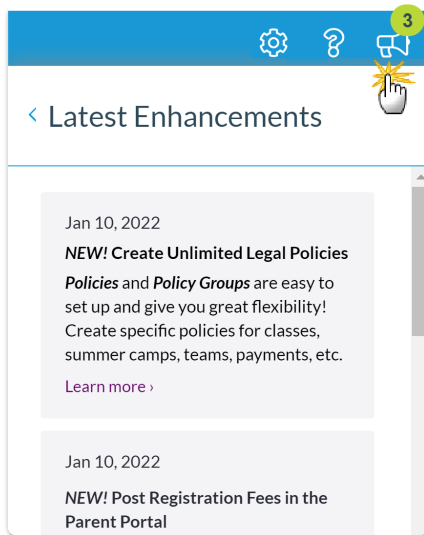 3
Latest Enhancements
Jan 10, 2022
NEW! Create Unlimited Legal Policies
Policies and Policy Groups are easy to
set up and give you great flexibility!
Create specific policies for classes,
summer camps, teams, payments, etc.
Learn more ›
Jan 10, 2022
NEW! Post Registration Fees in the
Parent Portal